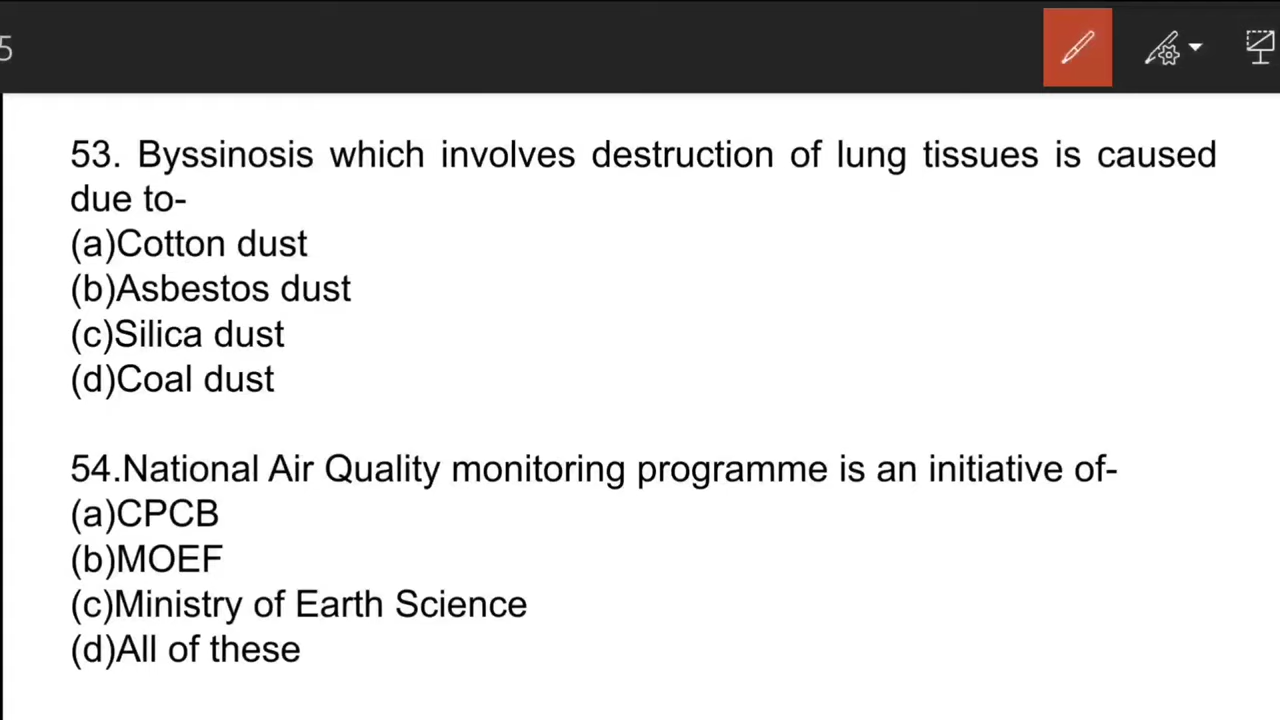 5
53. Byssinosis which involves destruction of lung tissues is caused
due to-
(a)Cotton dust
(b)Asbestos dust
(c)Silica dust
(d)Coal dust
54.National Air Quality monitoring programme is an initiative of-
(a)CPCB
(b)MOEF
(c)Ministry of Earth Science
(d)All of these